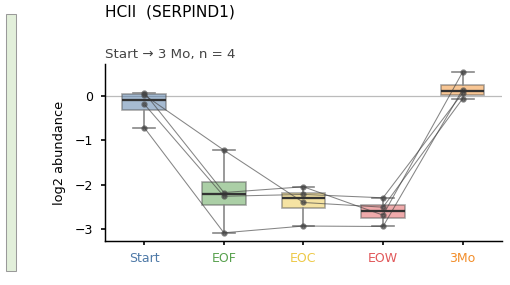 HCII (SERPIND1)
Start → 3 Mo, n = 4
log2 abundance
0
−1
−2
−3
Start EOF EOC EOW 3Mo